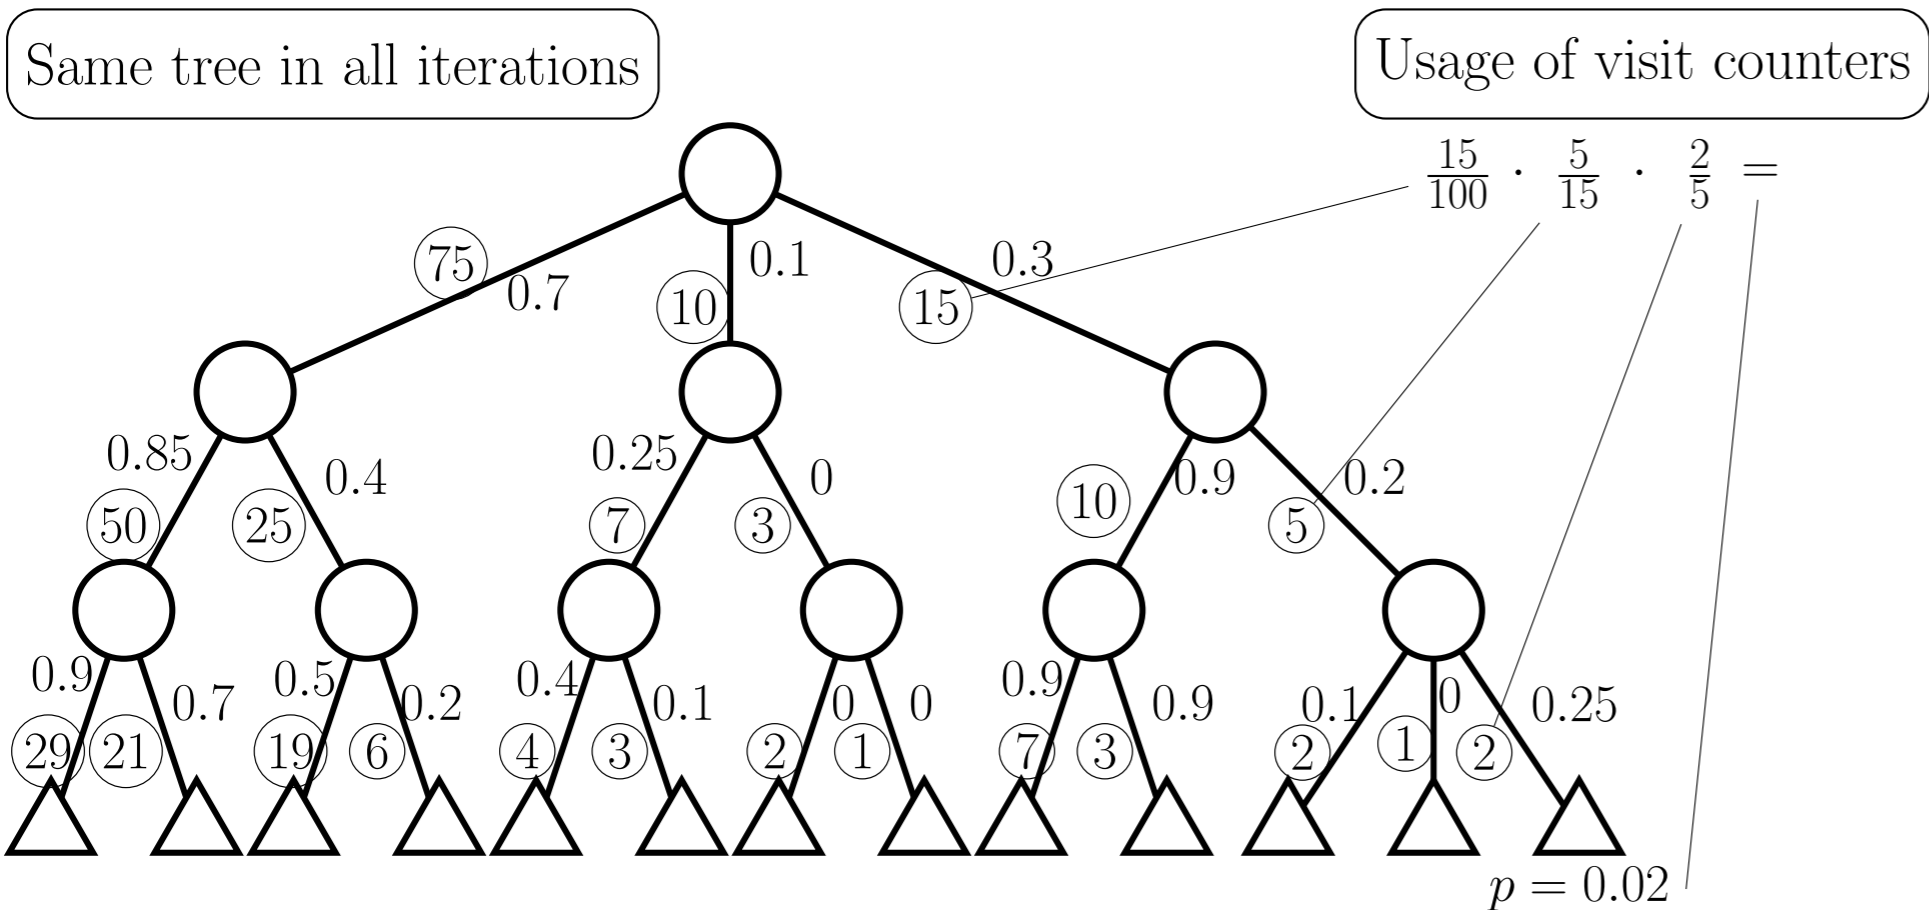 Same tree in all iterations
Usage of visit counters
15/100 · 5/15 · 2/5 =
75 0.7 10 0.1 15 0.3
0.85 0.4 0.25 0 0.9 0.2
50 25 7 3 10 5
0.9 0.7 0.5 0.2 0.4 0.1 0 0 0.9 0.9 0.1 0 0.25
29 21 19 6 4 3 2 1 7 3 2 1 2
p = 0.02